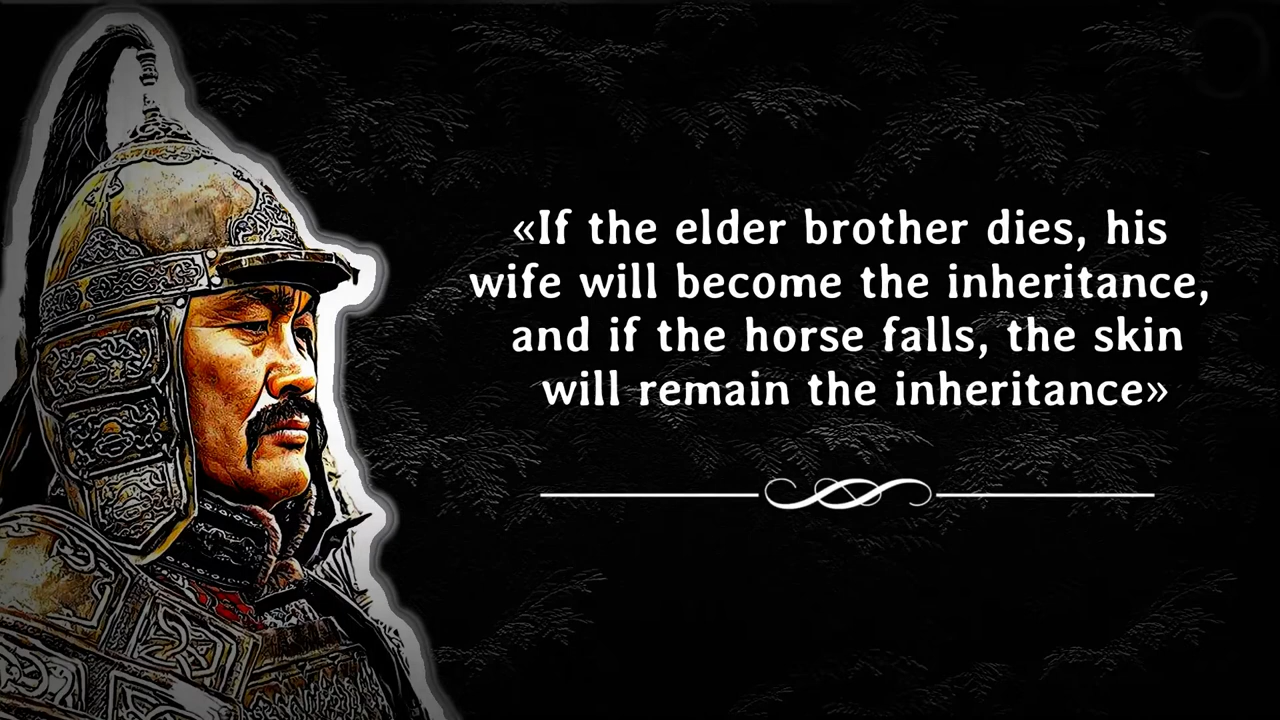 «If the elder brother dies, his
wife will become the inheritance,
and if the horse falls, the skin
will remain the inheritance»